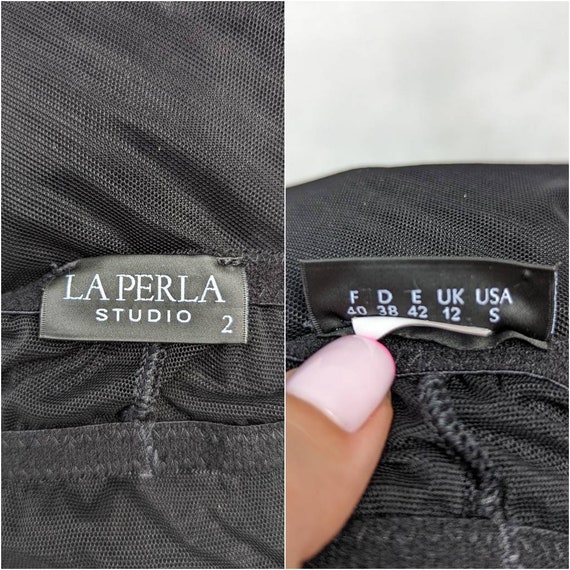 LA PERLA
STUDIO 2
F D E UK USA
40 38 42 12 S